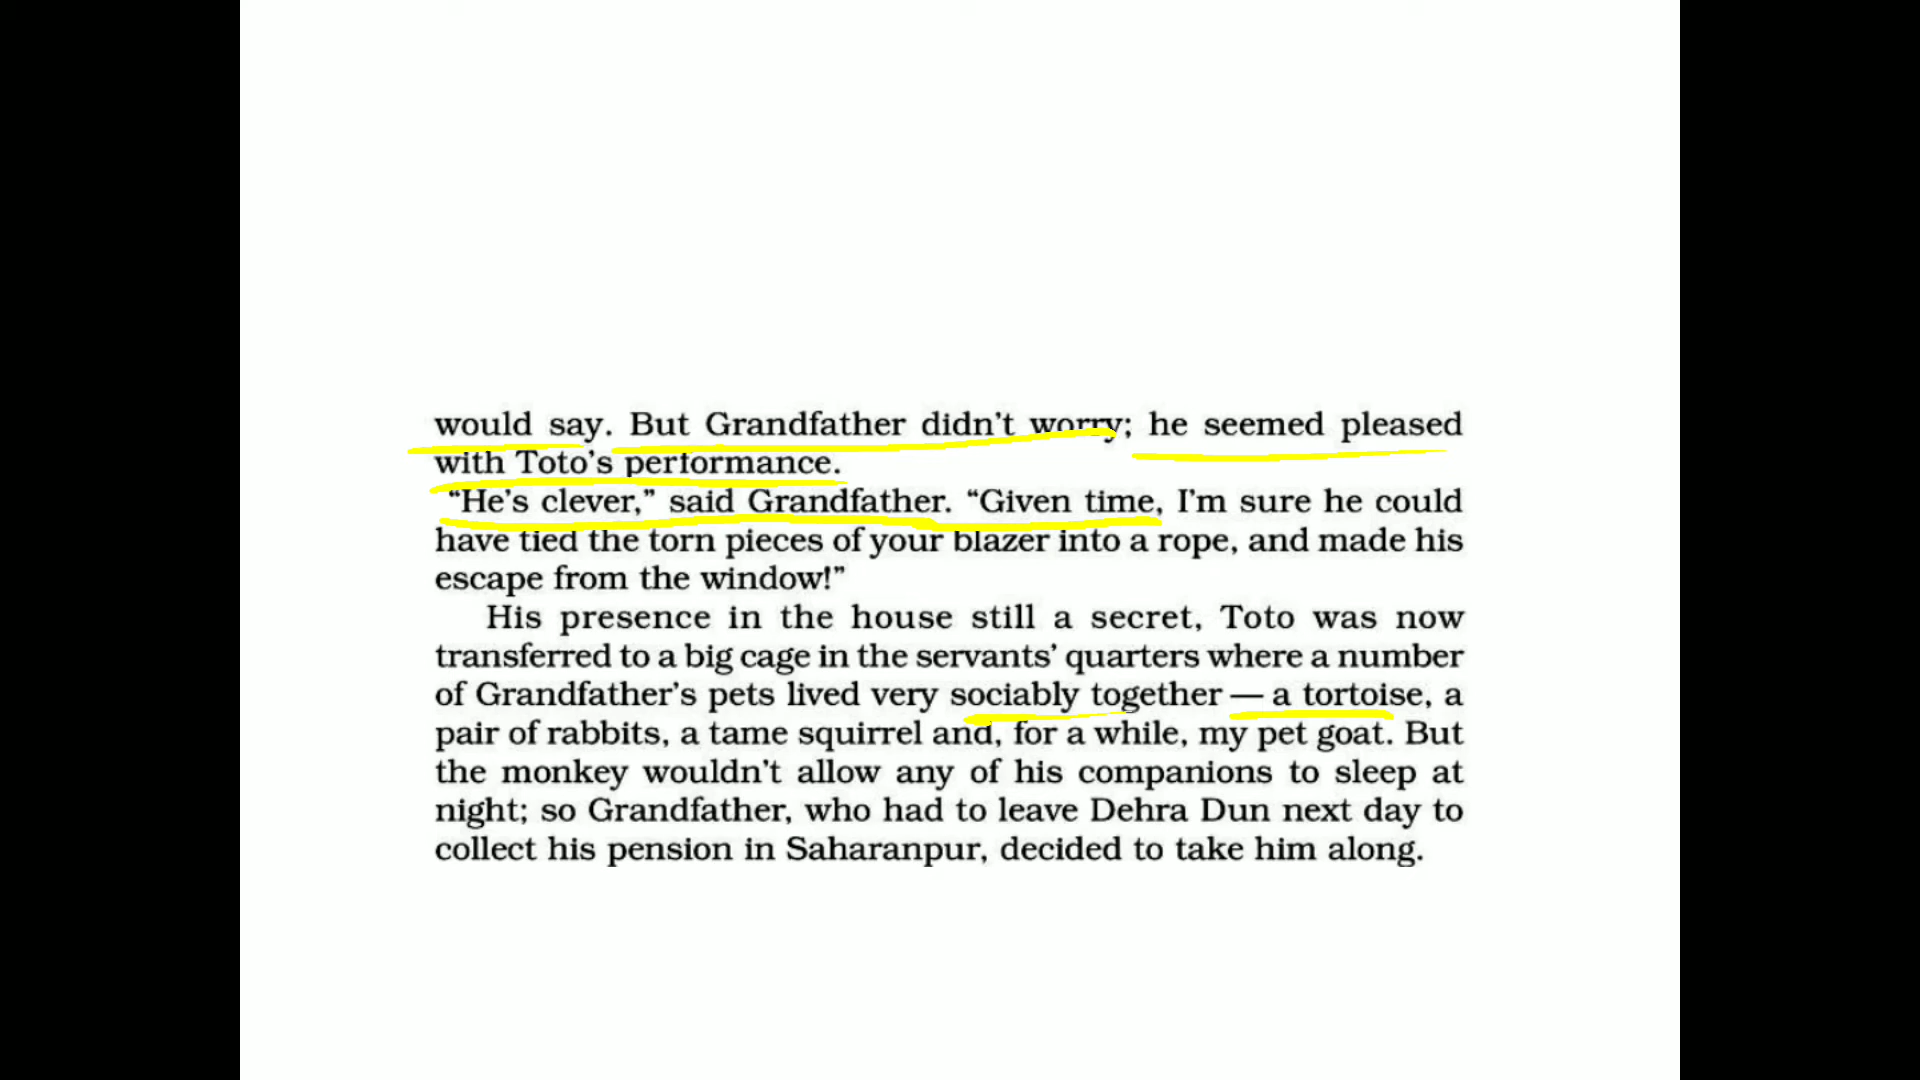 would say. But Grandfather didn’t worry; he seemed pleased
with Toto’s performance.
“He’s clever,” said Grandfather. “Given time, I’m sure he could
have tied the torn pieces of your blazer into a rope, and made his
escape from the window!”
His presence in the house still a secret, Toto was now
transferred to a big cage in the servants’ quarters where a number
of Grandfather’s pets lived very sociably together — a tortoise, a
pair of rabbits, a tame squirrel and, for a while, my pet goat. But
the monkey wouldn’t allow any of his companions to sleep at
night; so Grandfather, who had to leave Dehra Dun next day to
collect his pension in Saharanpur, decided to take him along.